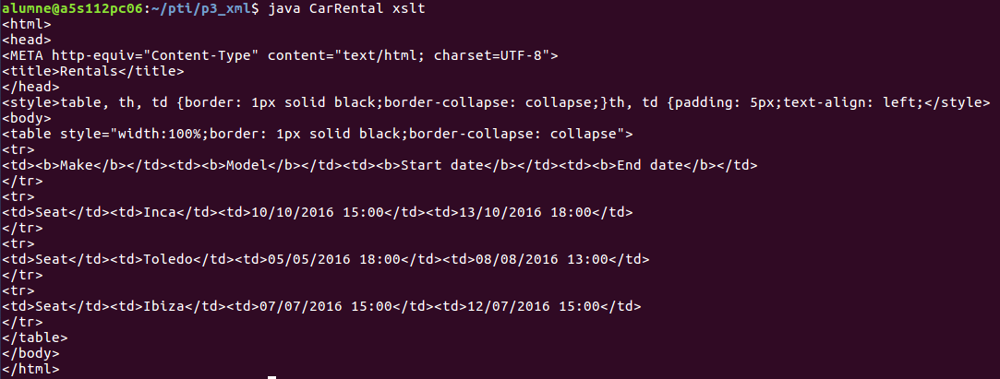 alumne@a5s112pc06:~/pti/p3_xml$ java CarRental xslt
<html>
<head>
<META http-equiv="Content-Type" content="text/html; charset=UTF-8">
<title>Rentals</title>
</head>
<style>table, th, td {border: 1px solid black;border-collapse: collapse;}th, td {padding: 5px;text-align: left;</style>
<body>
<table style="width:100%;border: 1px solid black;border-collapse: collapse">
<tr>
<td><b>Make</b></td><td><b>Model</b></td><td><b>Start date</b></td><td><b>End date</b></td>
</tr>
<tr>
<td>Seat</td><td>Inca</td><td>10/10/2016 15:00</td><td>13/10/2016 18:00</td>
</tr>
<tr>
<td>Seat</td><td>Toledo</td><td>05/05/2016 18:00</td><td>08/08/2016 13:00</td>
</tr>
<tr>
<td>Seat</td><td>Ibiza</td><td>07/07/2016 15:00</td><td>12/07/2016 15:00</td>
</tr>
</table>
</body>
</html>